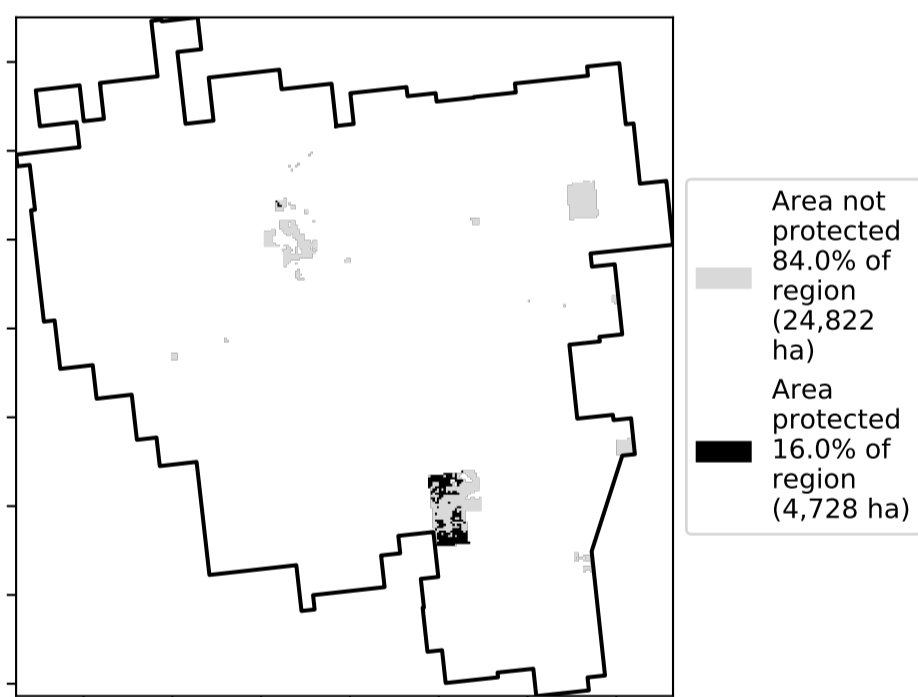 Area not
protected
84.0% of
region
(24,822
ha)
Area
protected
16.0% of
region
(4,728 ha)